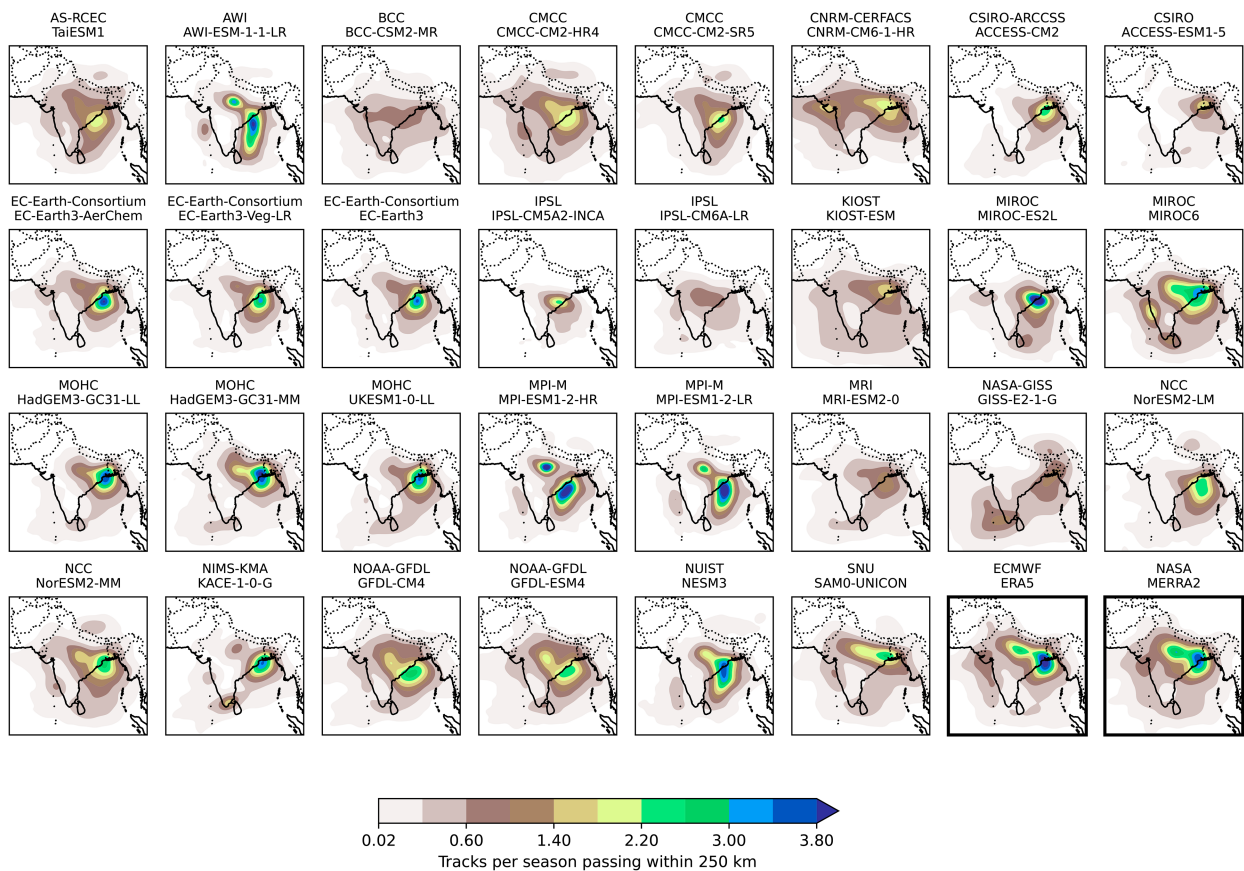 AS-RCEC
TaiESM1
AWI
AWI-ESM-1-1-LR
BCC
BCC-CSM2-MR
CMCC
CMCC-CM2-HR4
CMCC
CMCC-CM2-SR5
CNRM-CERFACS
CNRM-CM6-1-HR
CSIRO-ARCCSS
ACCESS-CM2
CSIRO
ACCESS-ESM1-5
EC-Earth-Consortium
EC-Earth3-AerChem
EC-Earth-Consortium
EC-Earth3-Veg-LR
EC-Earth-Consortium
EC-Earth3
IPSL
IPSL-CM5A2-INCA
IPSL
IPSL-CM6A-LR
KIOST
KIOST-ESM
MIROC
MIROC-ES2L
MIROC
MIROC6
MOHC
HadGEM3-GC31-LL
MOHC
HadGEM3-GC31-MM
MOHC
UKESM1-0-LL
MPI-M
MPI-ESM1-2-HR
MPI-M
MPI-ESM1-2-LR
MRI
MRI-ESM2-0
NASA-GISS
GISS-E2-1-G
NCC
NorESM2-LM
NCC
NorESM2-MM
NIMS-KMA
KACE-1-0-G
NOAA-GFDL
GFDL-CM4
NOAA-GFDL
GFDL-ESM4
NUIST
NESM3
SNU
SAM0-UNICON
ECMWF
ERA5
NASA
MERRA2
0.02 0.60 1.40 2.20 3.00 3.80
Tracks per season passing within 250 km